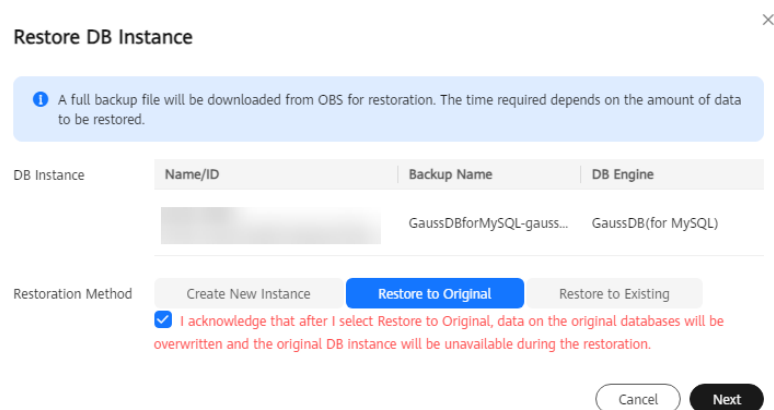 Restore DB Instance
A full backup file will be downloaded from OBS for restoration. The time required depends on the amount of data
to be restored.
DB Instance
Name/ID Backup Name DB Engine
GaussDBforMySQL-gauss... GaussDB(for MySQL)
Restoration Method Create New Instance Restore to Original Restore to Existing
I acknowledge that after I select Restore to Original, data on the original databases will be
overwritten and the original DB instance will be unavailable during the restoration.
Cancel Next